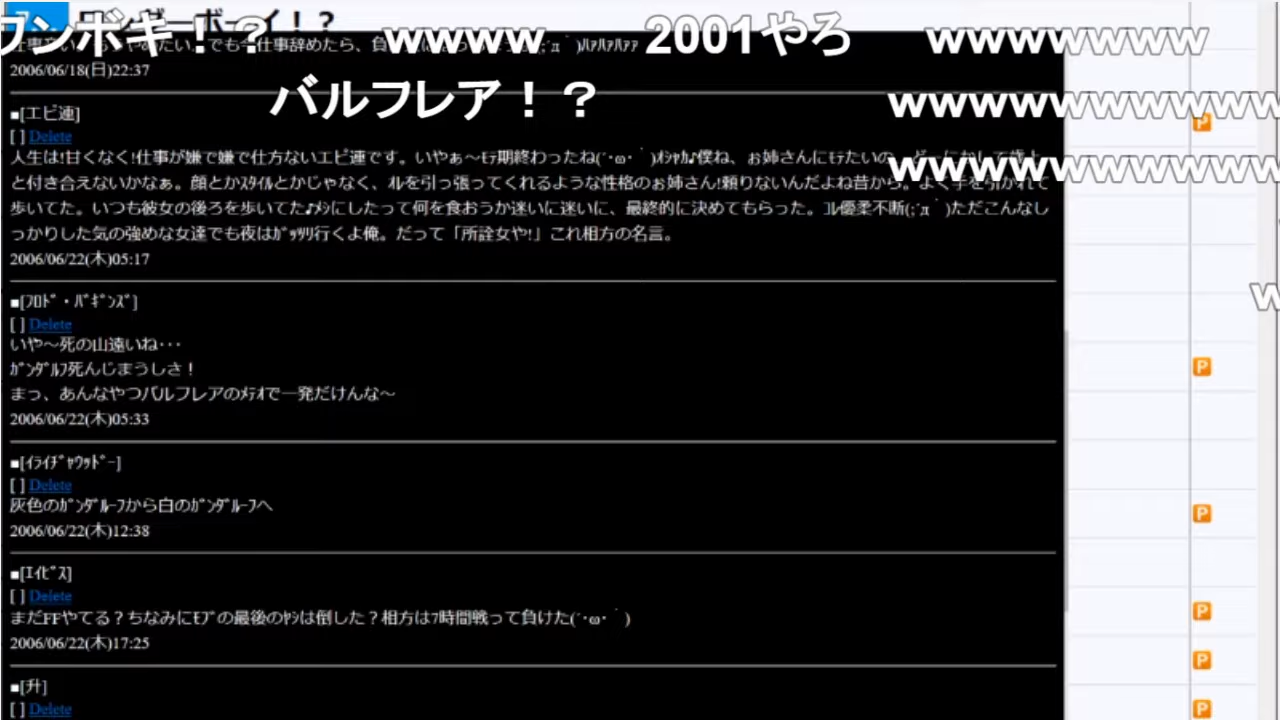 ワンボキ！？
wwww
2001やろ
wwwwwwww
バルフレア！？
wwwwwwwwwww
wwwwwwwwwww
w
2006/06/18(日)22:37
■[エビ連]
[ ] Delete
人生は!甘くなく!仕事が嫌で嫌で仕方ないエビ連です。いやぁ～ﾓﾃ期終わったね(´･ω･｀)ｵｼｬｶ♪僕ね、お姉さんにﾓﾃたいの。
と付き合えないかなぁ。顔とかｽﾀｲﾙとかじゃなく、ｵﾚを引っ張ってくれるような性格のぉ姉さん!頼りないんだよね昔から。よく手を引かれて
歩いてた。いつも彼女の後ろを歩いてた♪ﾒｼにしたって何を食おうか迷いに迷いに、最終的に決めてもらった。ｺﾚ優柔不断(;´д｀)ただこんなし
っかりした気の強めな女達でも夜はｶﾞｯﾂﾘ行くよ俺。だって「所詮女や!」これ相方の名言。
2006/06/22(木)05:17
■[ﾌﾛﾄﾞ・ﾊﾞｷﾞﾝｽﾞ]
[ ] Delete
いや～死の山遠いね･･･
ｶﾞﾝﾀﾞﾙﾌ死んじまうしさ！
まっ、あんなやつバルフレアのﾒﾃｵで一発だけんな～
2006/06/22(木)05:33
■[ｲﾗｲﾁﾞｬｳｯﾄﾞｰ]
[ ] Delete
灰色のｶﾞﾝﾀﾞﾙｰﾌから白のｶﾞﾝﾀﾞﾙｰﾌへ
2006/06/22(木)12:38
■[ｴｲﾋﾞｽ]
[ ] Delete
まだFFやてる？ちなみにﾓﾌﾞの最後のﾔﾂは倒した？相方は7時間戦って負けた(´･ω･｀)
2006/06/22(木)17:25
■[升]
[ ] Delete